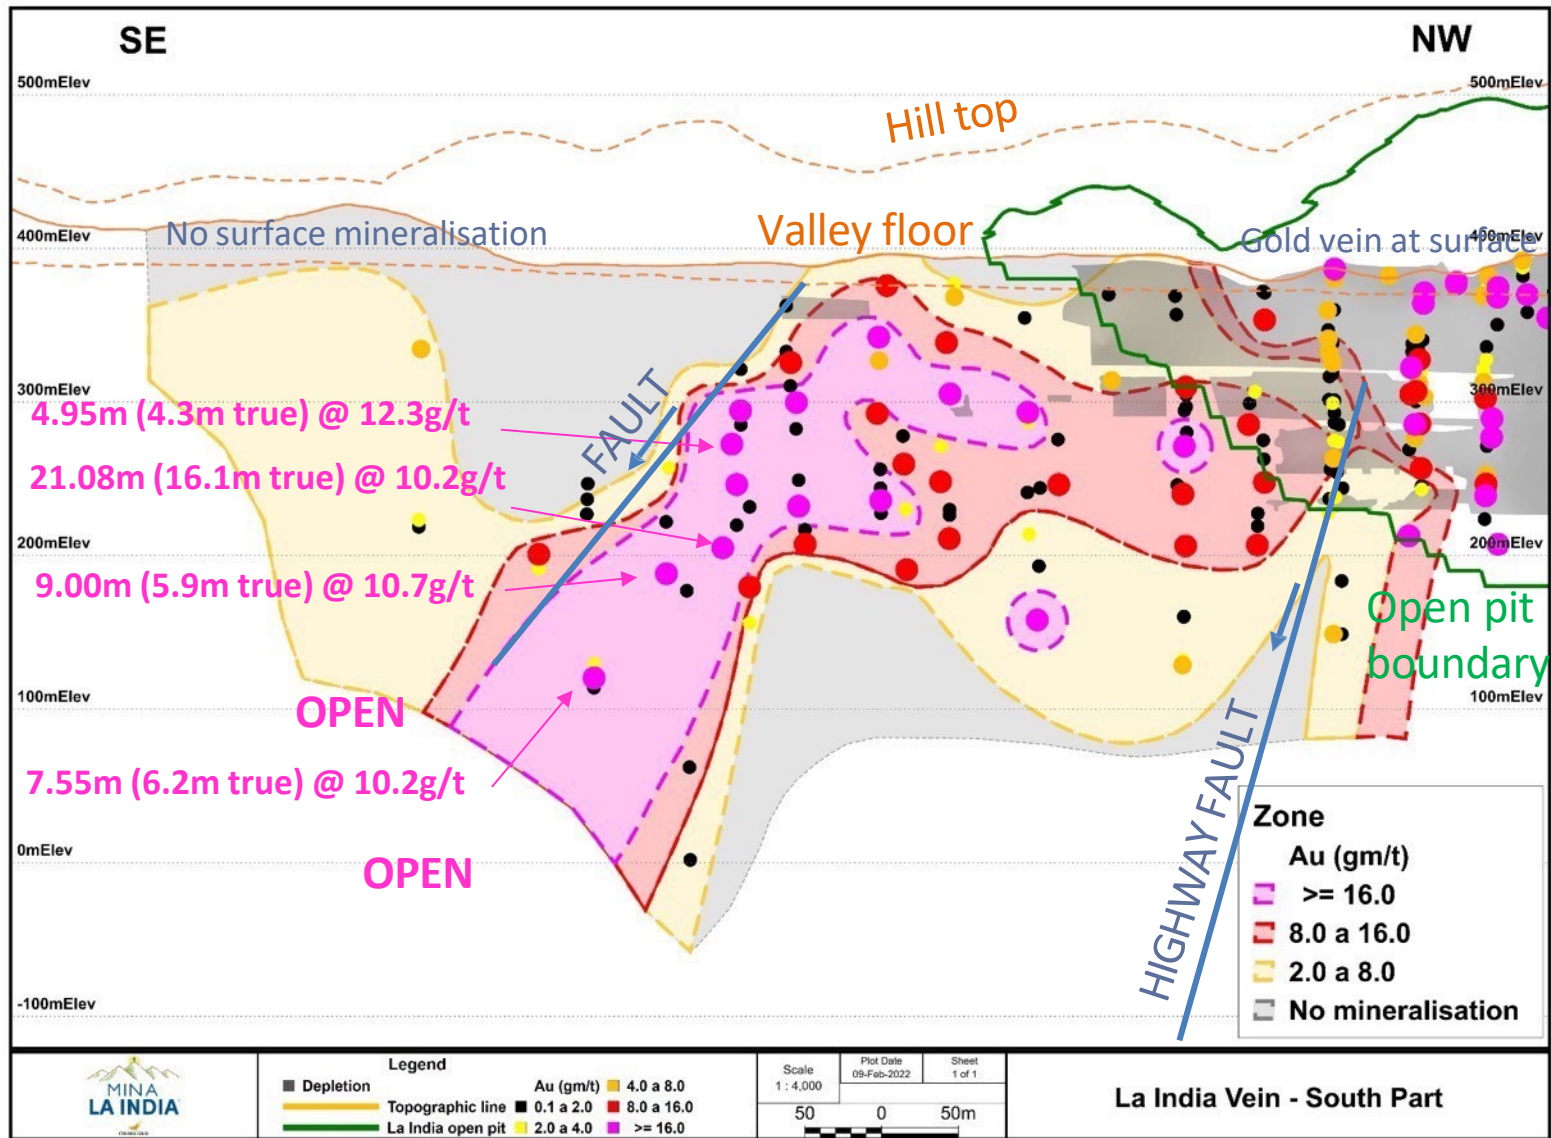 SE
NW
500mElev
500mElev
Hill top
No surface mineralisation
Valley floor
400mElev
400mElev
Gold vein at surface
FAULT
300mElev
300mElev
4.95m (4.3m true) @ 12.3g/t
21.08m (16.1m true) @ 10.2g/t
200mElev
200mElev
9.00m (5.9m true) @ 10.7g/t
Open pit
boundary
OPEN
100mElev
100mElev
7.55m (6.2m true) @ 10.2g/t
HIGHWAY FAULT
0mElev
OPEN
-100mElev
Zone
Au (gm/t)
>= 16.0
8.0 a 16.0
2.0 a 8.0
No mineralisation
MINA
LA INDIA
Legend
Depletion
Topographic line
La India open pit
Au (gm/t)
0.1 a 2.0
2.0 a 4.0
4.0 a 8.0
8.0 a 16.0
>= 16.0
Scale
1 : 4,000
Plot Date
09-Feb-2022
Sheet
1 of 1
50 0 50m
La India Vein - South Part